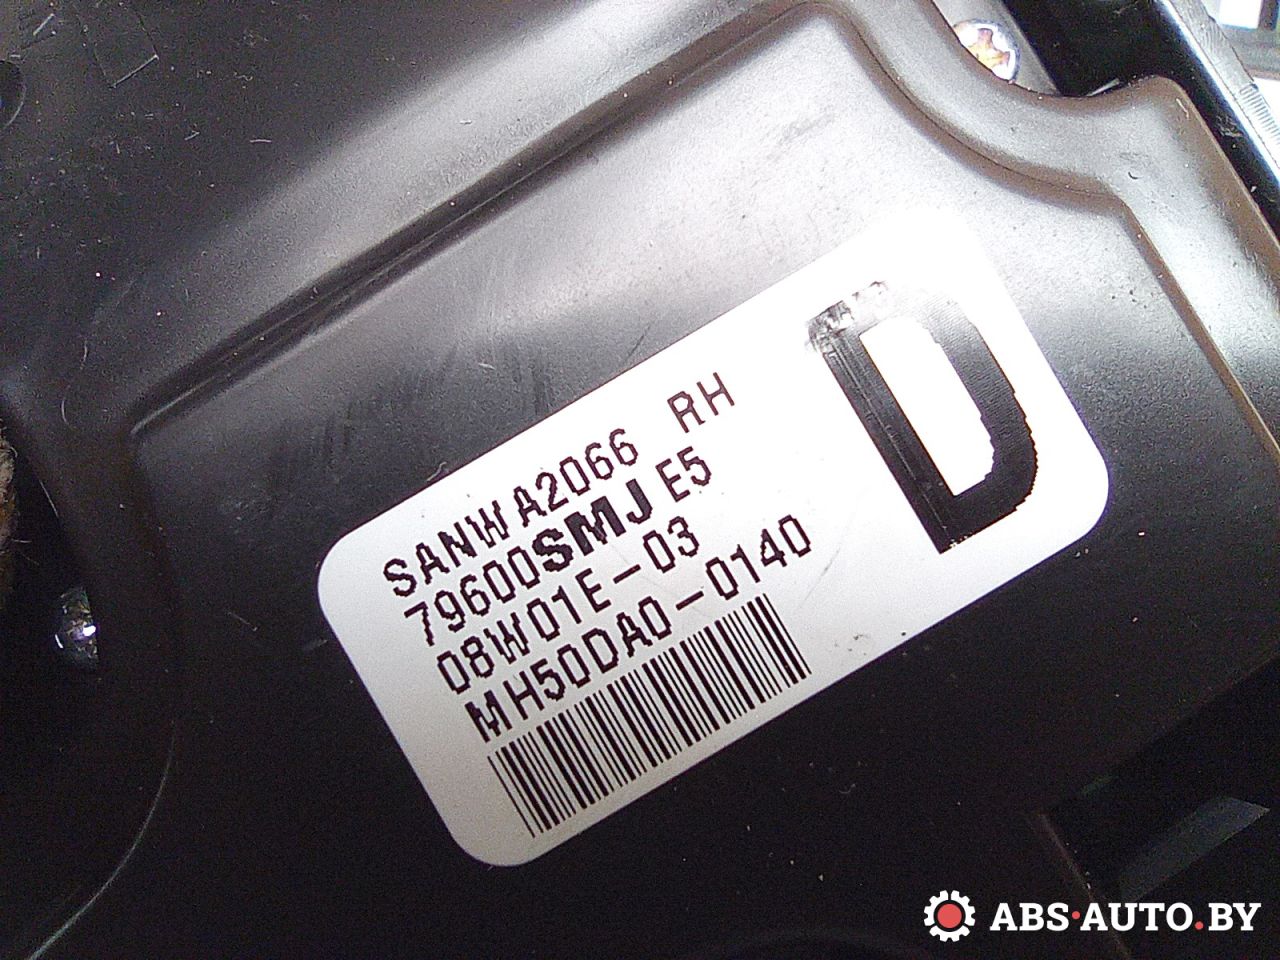 SANWA2066 RH
79600SMJ E5
08W01E-03
MH50DA0-0140
D
ABS·AUTO.BY